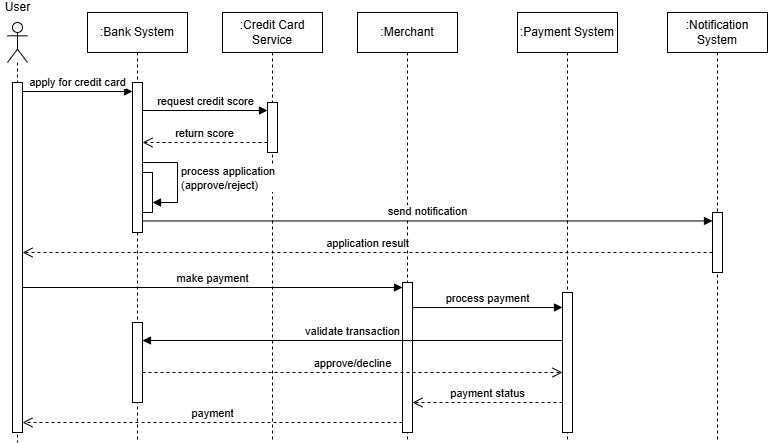 User
:Bank System
:Credit Card
Service
:Merchant
:Payment System
:Notification
System
apply for credit card
request credit score
return score
process application
(approve/reject)
send notification
application result
make payment
process payment
validate transaction
approve/decline
payment status
payment